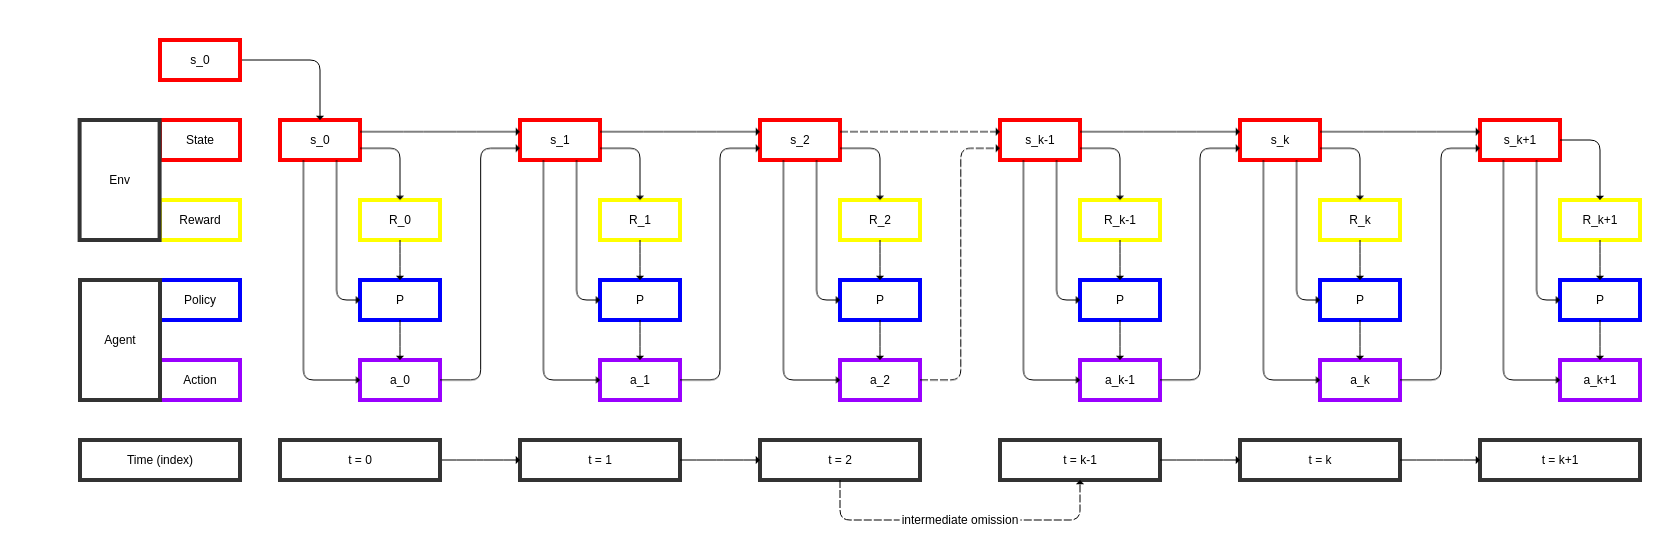 s_0
Env
State
s_0
s_1
s_2
s_k-1
s_k
s_k+1
Reward
R_0
R_1
R_2
R_k-1
R_k
R_k+1
Agent
Policy
P
P
P
P
P
P
Action
a_0
a_1
a_2
a_k-1
a_k
a_k+1
Time (index)
t = 0
t = 1
t = 2
t = k-1
t = k
t = k+1
intermediate omission